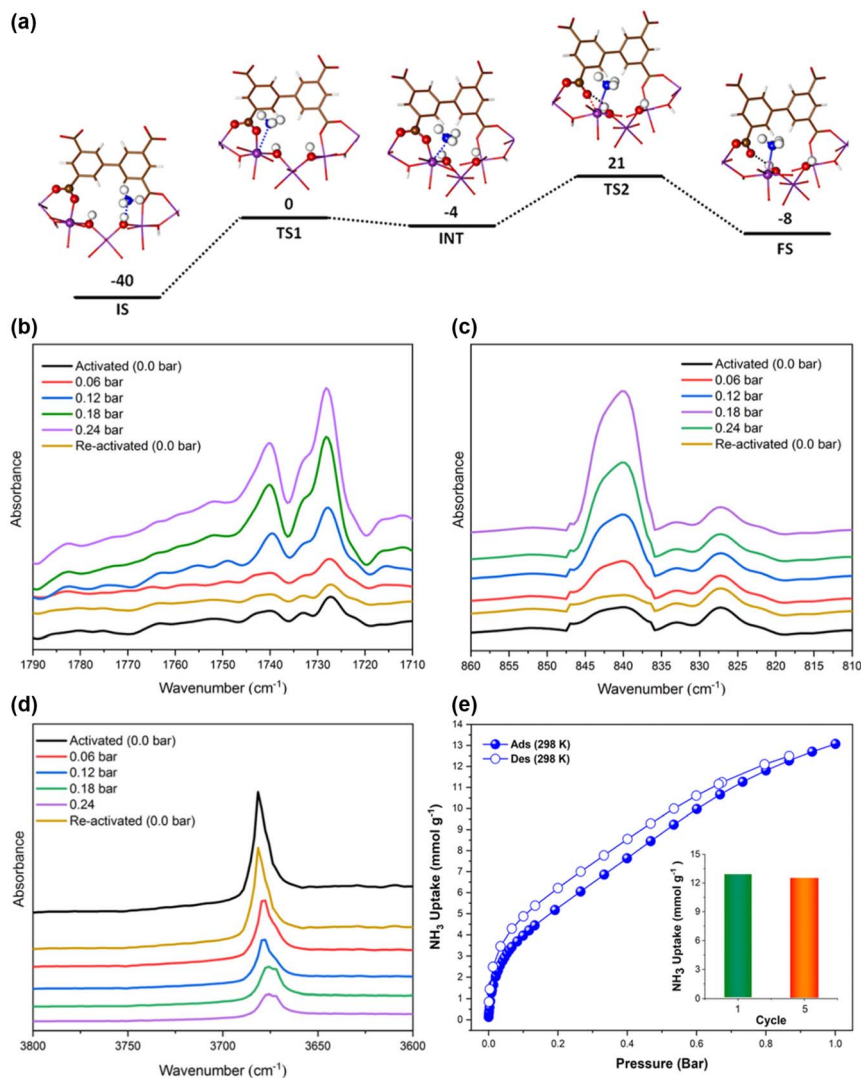 (a)
21
TS2
0
TS1
-4
INT
-8
FS
-40
IS
(b)
Activated (0.0 bar)
0.06 bar
0.12 bar
0.18 bar
0.24 bar
Re-activated (0.0 bar)
Absorbance
1790 1780 1770 1760 1750 1740 1730 1720 1710
Wavenumber (cm⁻¹)
(c)
Activated (0.0 bar)
0.06 bar
0.12 bar
0.18 bar
0.24 bar
Re-activated (0.0 bar)
Absorbance
860 855 850 845 840 835 830 825 820 815 810
Wavenumber (cm⁻¹)
(d)
Activated (0.0 bar)
0.06 bar
0.12 bar
0.18 bar
0.24
Re-activated (0.0 bar)
Absorbance
3800 3750 3700 3650 3600
Wavenumber (cm⁻¹)
(e)
Ads (298 K)
Des (298 K)
NH₃ Uptake (mmol g⁻¹)
14
13
12
11
10
9
8
7
6
5
4
3
2
1
0
0.0 0.2 0.4 0.6 0.8 1.0
Pressure (Bar)
NH₃ Uptake (mmol g⁻¹)
15
12
9
6
3
0
1 5
Cycle